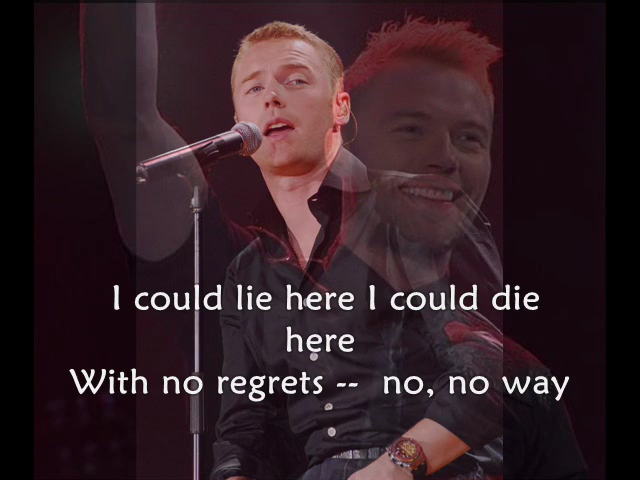 I could lie here I could die
here
With no regrets -- no, no way